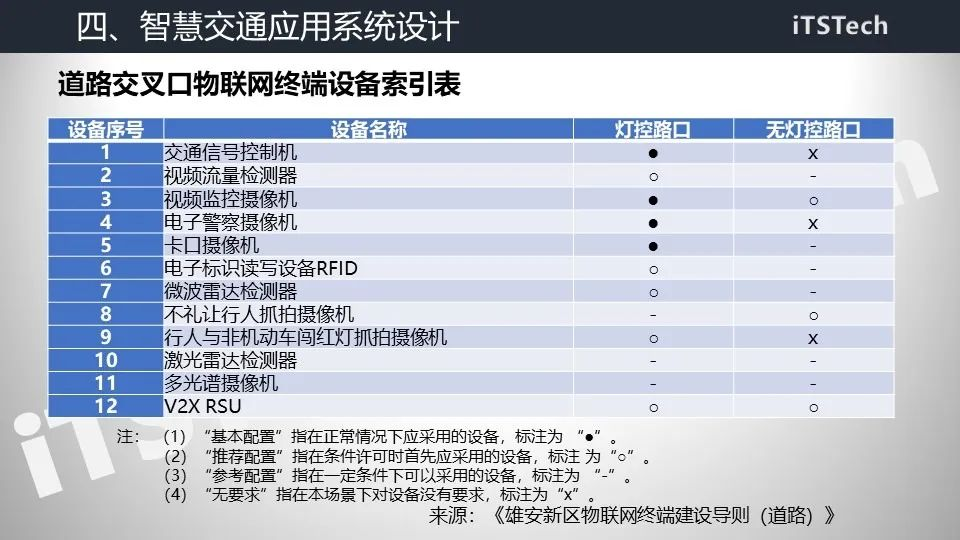 四、智慧交通应用系统设计
iTSTech
道路交叉口物联网终端设备索引表
设备序号 设备名称 灯控路口 无灯控路口
1 交通信号控制机 ● x
2 视频流量检测器 ○ -
3 视频监控摄像机 ● ○
4 电子警察摄像机 ● x
5 卡口摄像机 ● -
6 电子标识读写设备RFID ○ -
7 微波雷达检测器 ○ -
8 不礼让行人抓拍摄像机 - ○
9 行人与非机动车闯红灯抓拍摄像机 ○ x
10 激光雷达检测器 - -
11 多光谱摄像机 - -
12 V2X RSU ○ ○
注： （1）“基本配置”指在正常情况下应采用的设备，标注为 “●”。
（2）“推荐配置”指在条件许可时首先应采用的设备，标注 为“○”。
（3）“参考配置”指在一定条件下可以采用的设备，标注为 “-”。
（4）“无要求”指在本场景下对设备没有要求，标注为“x”。
来源：《雄安新区物联网终端建设导则（道路）》